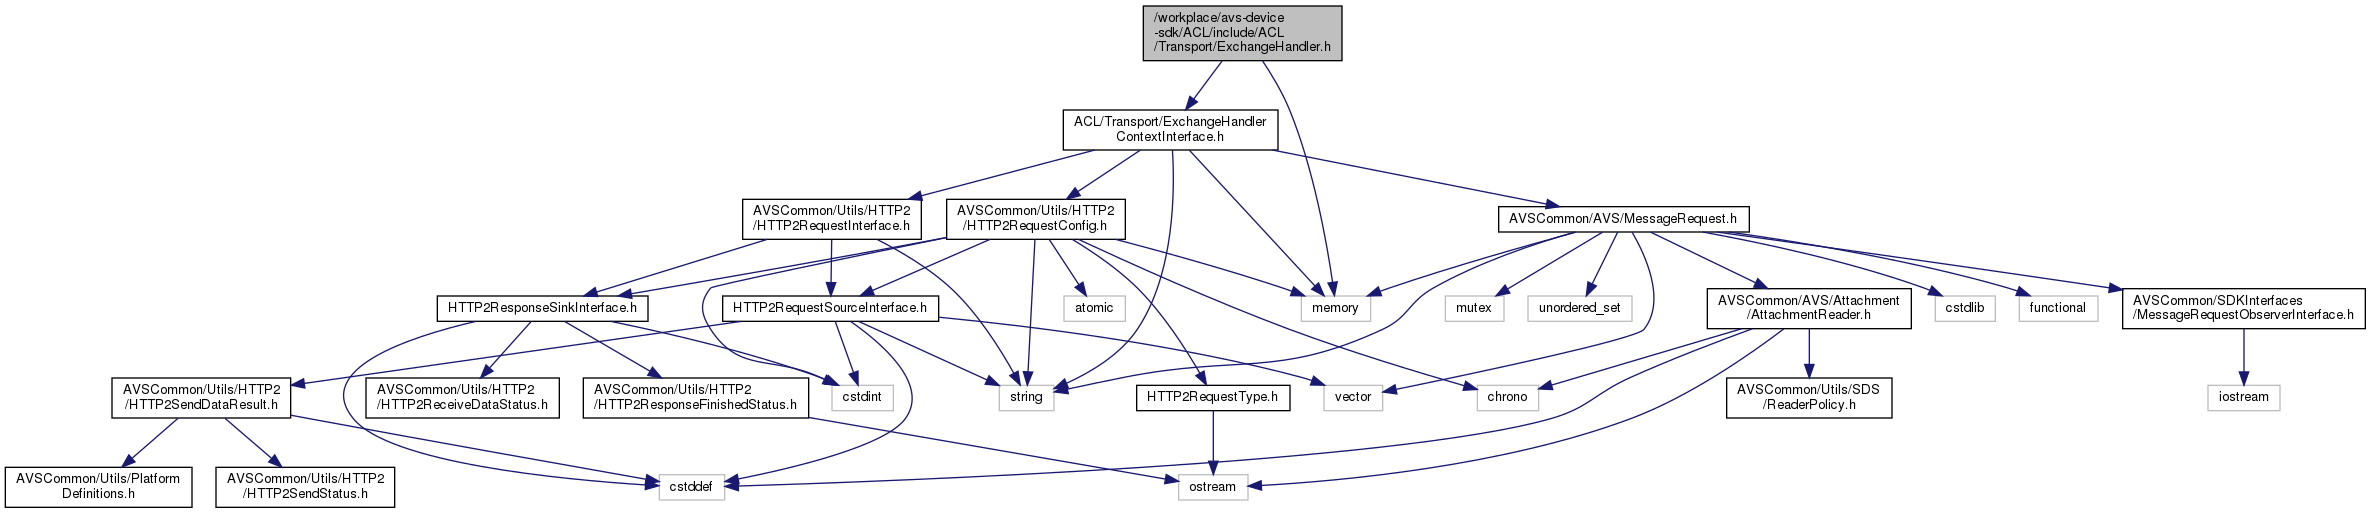 /workplace/avs-device
-sdk/ACL/include/ACL
/Transport/ExchangeHandler.h
ACL/Transport/ExchangeHandler
ContextInterface.h
AVSCommon/Utils/HTTP2
/HTTP2RequestInterface.h
AVSCommon/Utils/HTTP2
/HTTP2RequestConfig.h
AVSCommon/AVS/MessageRequest.h
HTTP2ResponseSinkInterface.h
HTTP2RequestSourceInterface.h
atomic
memory
mutex
unordered_set
AVSCommon/AVS/Attachment
/AttachmentReader.h
cstdlib
functional
AVSCommon/SDKInterfaces
/MessageRequestObserverInterface.h
AVSCommon/Utils/HTTP2
/HTTP2SendDataResult.h
AVSCommon/Utils/HTTP2
/HTTP2ReceiveDataStatus.h
AVSCommon/Utils/HTTP2
/HTTP2ResponseFinishedStatus.h
cstdint
string
HTTP2RequestType.h
vector
chrono
AVSCommon/Utils/SDS
/ReaderPolicy.h
iostream
AVSCommon/Utils/Platform
Definitions.h
AVSCommon/Utils/HTTP2
/HTTP2SendStatus.h
cstddef
ostream